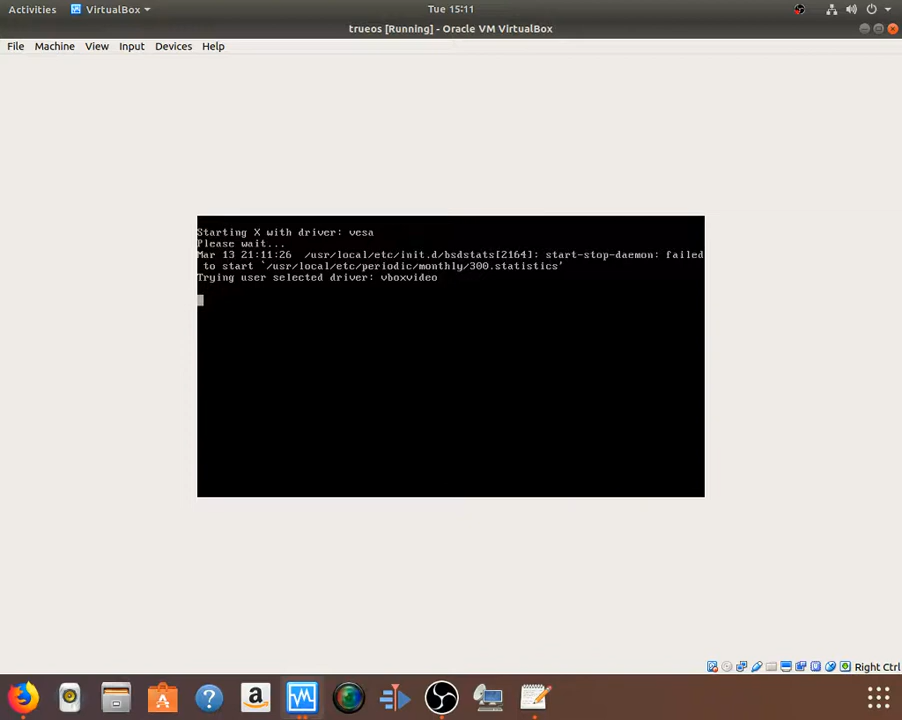 Activities VirtualBox Tue 15:11
trueos [Running] - Oracle VM VirtualBox
File Machine View Input Devices Help
Starting X with driver: vesa
Please wait...
Mar 13 21:11:26  /usr/local/etc/init.d/bsdstats[2164]: start-stop-daemon: failed
to start `/usr/local/etc/periodic/monthly/300.statistics'
Trying user selected driver: vboxvideo
Right Ctrl